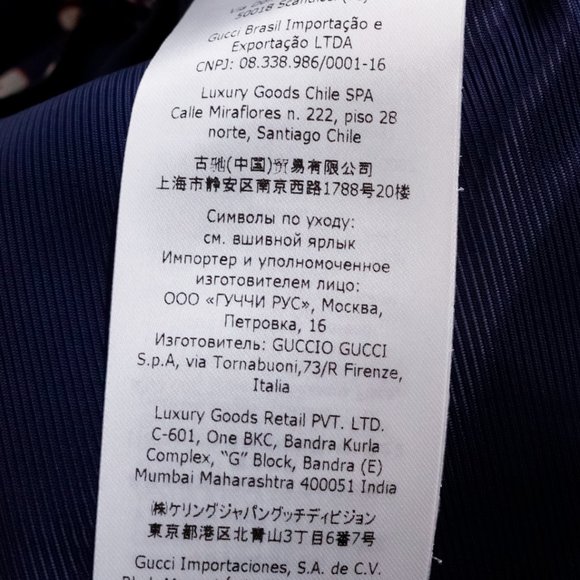 50018 Scandicci
Gucci Brasil Importação e
Exportação LTDA
CNPJ: 08.338.986/0001-16
Luxury Goods Chile SPA
Calle Miraflores n. 222, piso 28
norte, Santiago Chile
古驰(中国)贸易有限公司
上海市静安区南京西路1788号20楼
Символы по уходу:
см. вшивной ярлык
Импортер и уполномоченное
изготовителем лицо:
ООО «ГУЧЧИ РУС», Москва,
Петровка, 16
Изготовитель: GUCCIO GUCCI
S.p.A, via Tornabuoni,73/R Firenze,
Italia
Luxury Goods Retail PVT. LTD.
C-601, One BKC, Bandra Kurla
Complex, “G” Block, Bandra (E)
Mumbai Maharashtra 400051 India
㈱ケリングジャパングッチディビジョン
東京都港区北青山3丁目6番7号
Gucci Importaciones, S.A. de C.V.